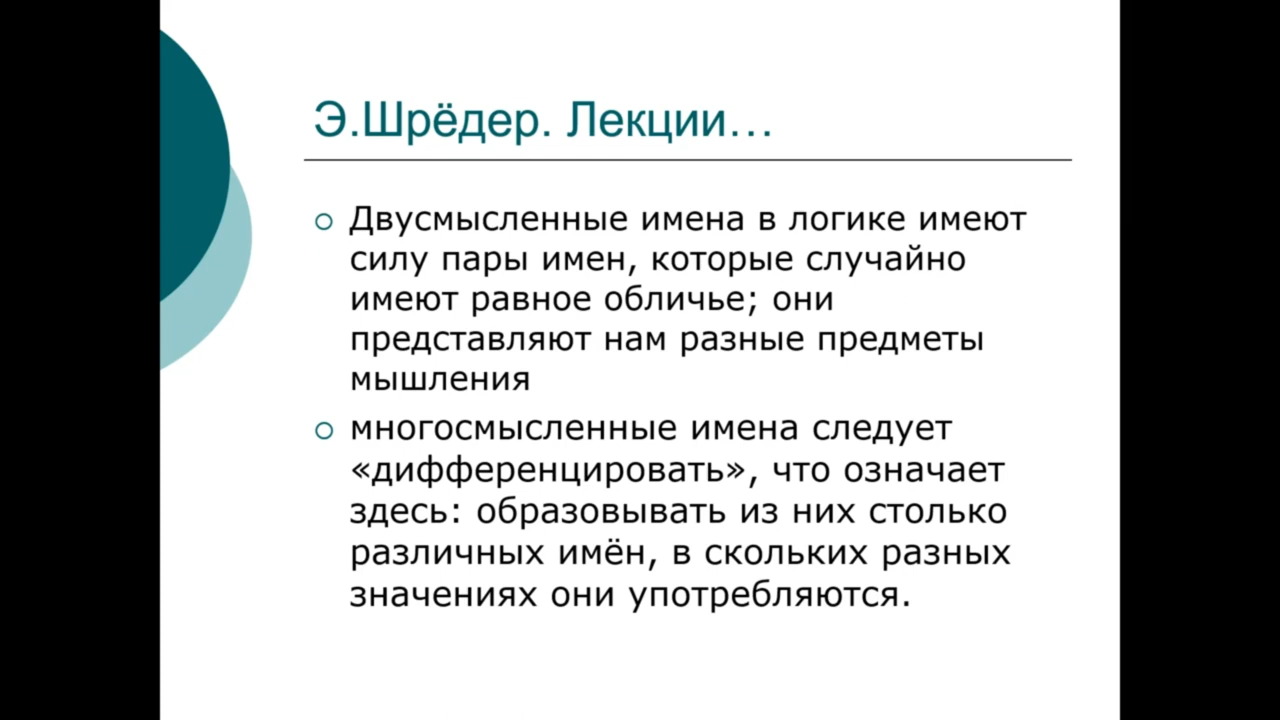 Э.Шрёдер. Лекции…
Двусмысленные имена в логике имеют
силу пары имен, которые случайно
имеют равное обличье; они
представляют нам разные предметы
мышления
многосмысленные имена следует
«дифференцировать», что означает
здесь: образовывать из них столько
различных имён, в скольких разных
значениях они употребляются.